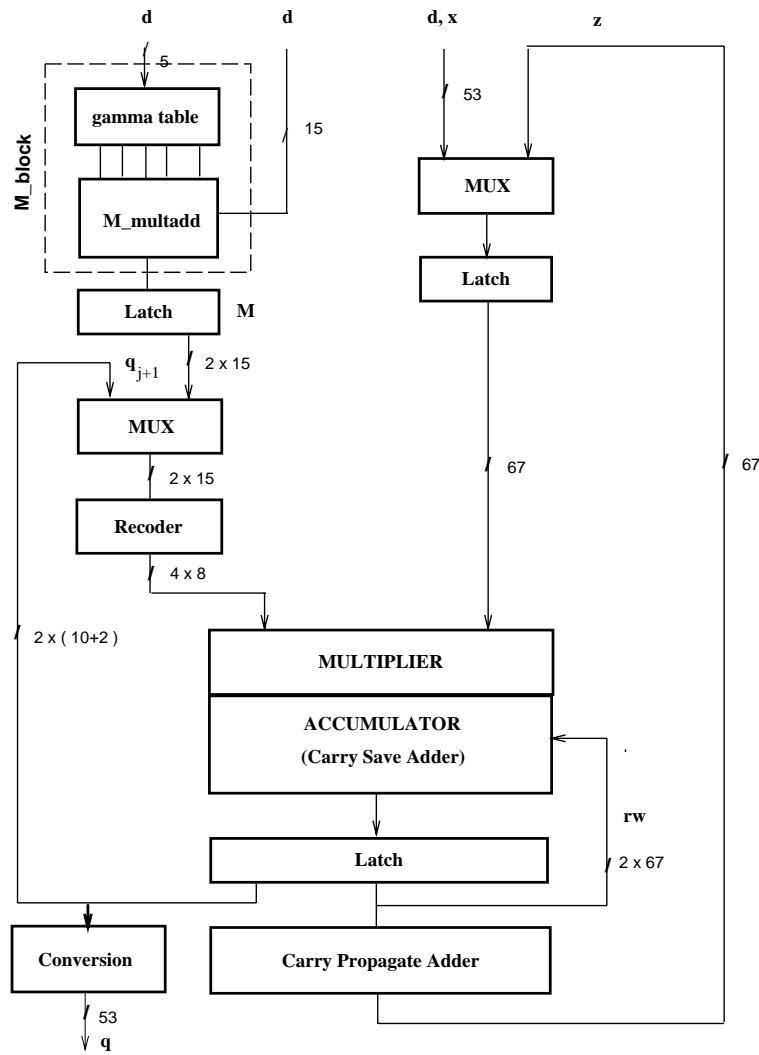 d
d
d, x
z
5
53
gamma table
15
M_block
MUX
M_multadd
Latch
Latch
M
q j+1
2 x 15
MUX
67
67
2 x 15
Recoder
4 x 8
2 x ( 10+2 )
MULTIPLIER
ACCUMULATOR
(Carry Save Adder)
rw
Latch
2 x 67
Conversion
Carry Propagate Adder
53
q